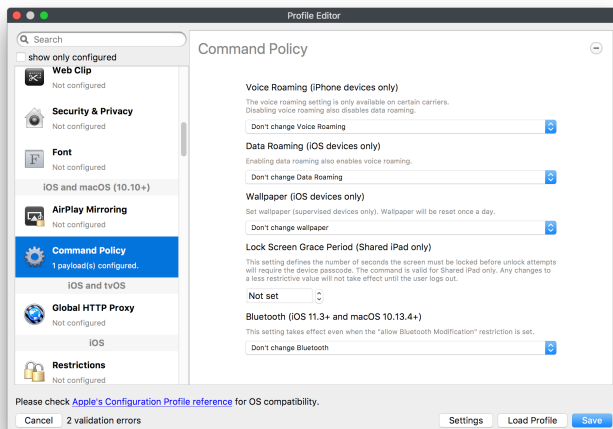 Profile Editor
Search
show only configured
Web Clip
Not configured
Security & Privacy
Not configured
Font
Not configured
iOS and macOS (10.10+)
AirPlay Mirroring
Not configured
Command Policy
1 payload(s) configured.
iOS and tvOS
Global HTTP Proxy
Not configured
iOS
Restrictions
Not configured
Command Policy
Voice Roaming (iPhone devices only)
The voice roaming setting is only available on certain carriers.
Disabling voice roaming also disables data roaming.
Don't change Voice Roaming
Data Roaming (iOS devices only)
Enabling data roaming also enables voice roaming.
Don't change Data Roaming
Wallpaper (iOS devices only)
Set wallpaper (supervised devices only). Wallpaper will be reset once a day.
Don't change wallpaper
Lock Screen Grace Period (Shared iPad only)
This setting defines the number of seconds the screen must be locked before unlock attempts
will require the device passcode. The command is valid for Shared iPad only. Any changes to
a less restrictive value will not take effect until the user logs out.
Not set
Bluetooth (iOS 11.3+ and macOS 10.13.4+)
This setting takes effect even when the "allow Bluetooth Modification" restriction is set.
Don't change Bluetooth
Please check Apple's Configuration Profile reference for OS compatibility.
Cancel 2 validation errors Settings Load Profile Save